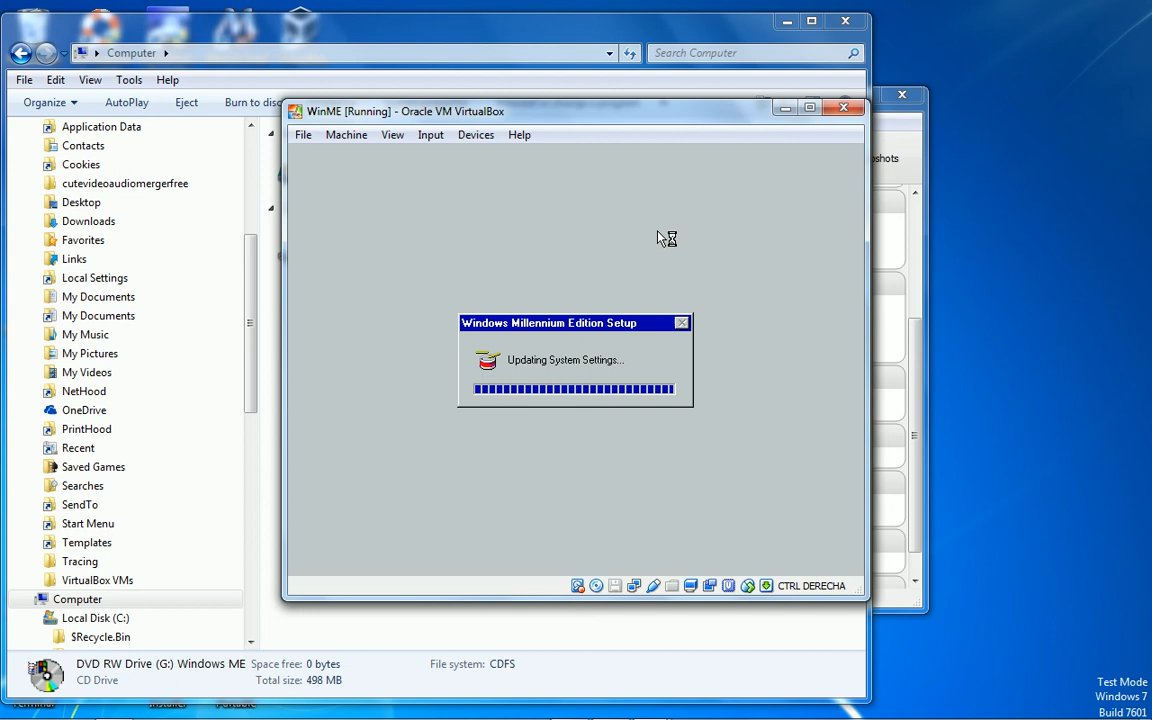 Computer
Search Computer
File Edit View Tools Help
Organize AutoPlay Eject Burn to disc
Application Data
Contacts
Cookies
cutevideoaudiomergerfree
Desktop
Downloads
Favorites
Links
Local Settings
My Documents
My Documents
My Music
My Pictures
My Videos
NetHood
OneDrive
PrintHood
Recent
Saved Games
Searches
SendTo
Start Menu
Templates
Tracing
VirtualBox VMs
Computer
Local Disk (C:)
$Recycle.Bin
DVD RW Drive (G:) Windows ME Space free: 0 bytes File system: CDFS
CD Drive Total size: 498 MB
WinME [Running] - Oracle VM VirtualBox
File Machine View Input Devices Help
Windows Millennium Edition Setup
Updating System Settings...
CTRL DERECHA
pshots
Test Mode
Windows 7
Build 7601